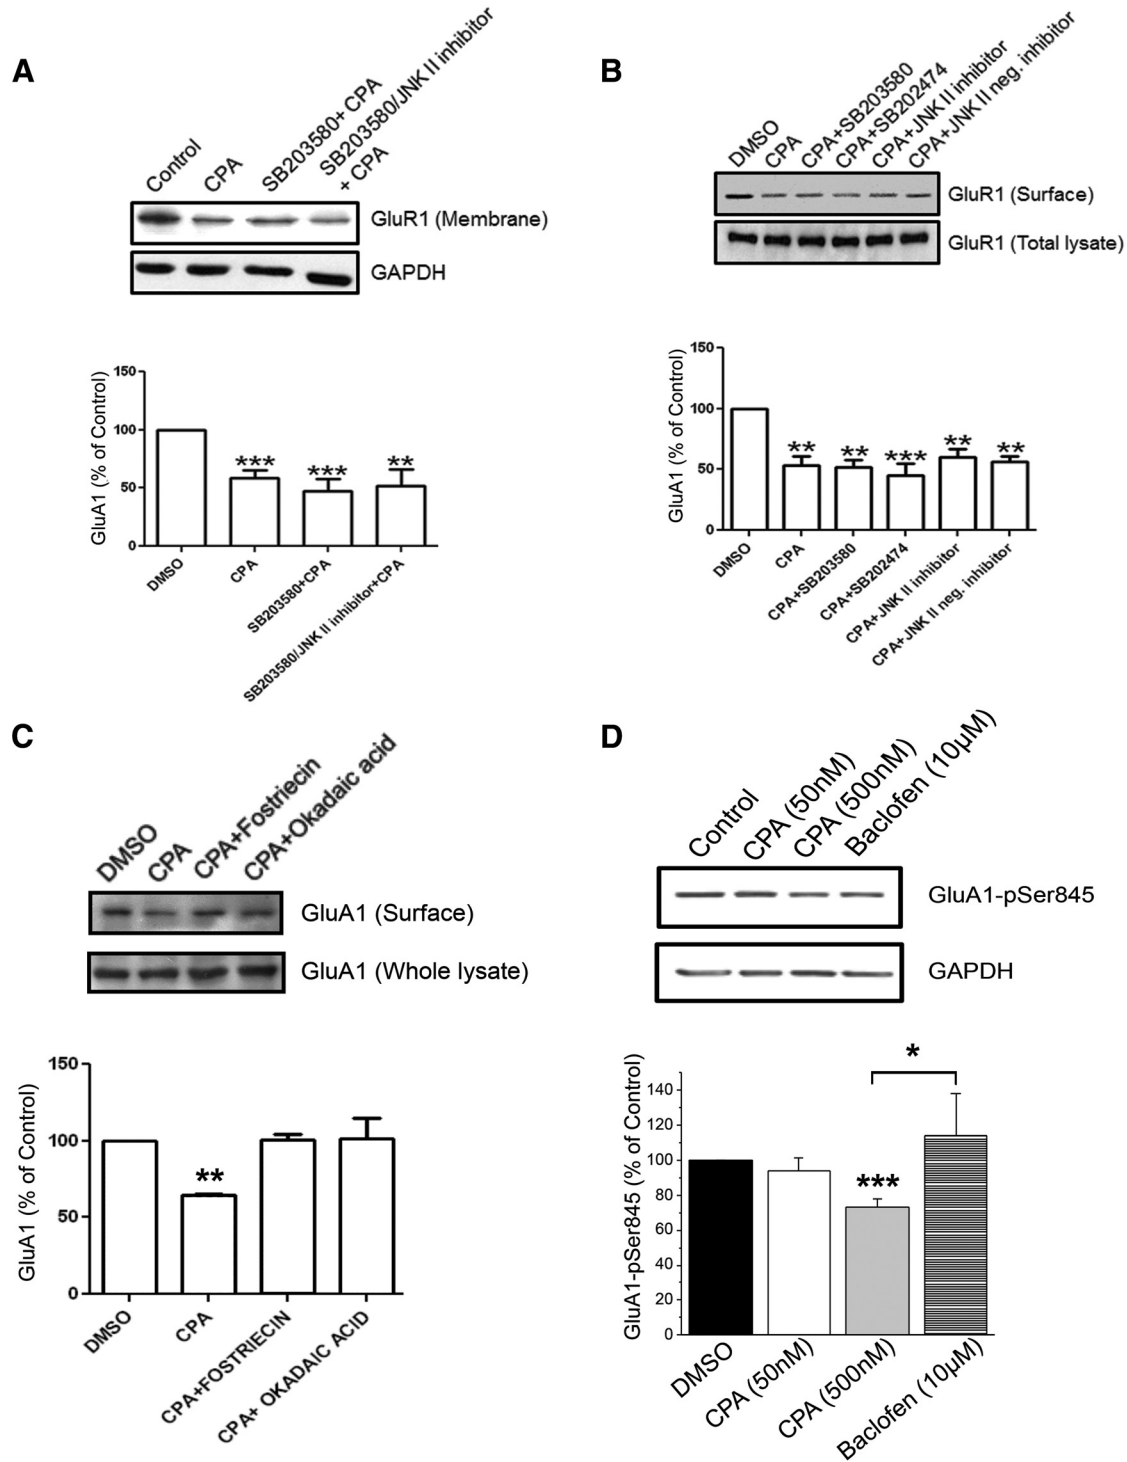 A
Control
CPA
SB203580+ CPA
SB203580/JNK II inhibitor
+ CPA
GluR1 (Membrane)
GAPDH
GluA1 (% of Control)
150
100
50
0
***
***
**
DMSO
CPA
SB203580+CPA
SB203580/JNK II inhibitor+CPA
B
DMSO
CPA
CPA+SB203580
CPA+SB202474
CPA+JNK II inhibitor
CPA+JNK II neg. inhibitor
GluR1 (Surface)
GluR1 (Total lysate)
GluA1 (% of Control)
150
100
50
0
**
**
***
**
**
DMSO
CPA
CPA+SB203580
CPA+SB202474
CPA+JNK II inhibitor
CPA+JNK II neg. inhibitor
C
DMSO
CPA
CPA+Fostriecin
CPA+Okadaic acid
GluA1 (Surface)
GluA1 (Whole lysate)
GluA1 (% of Control)
150
100
50
0
**
DMSO
CPA
CPA+FOSTRIECIN
CPA+ OKADAIC ACID
D
Control
CPA (50nM)
CPA (500nM)
Baclofen (10µM)
GluA1-pSer845
GAPDH
GluA1-pSer845 (% of Control)
140
120
100
80
60
40
20
0
***
*
DMSO
CPA (50nM)
CPA (500nM)
Baclofen (10µM)